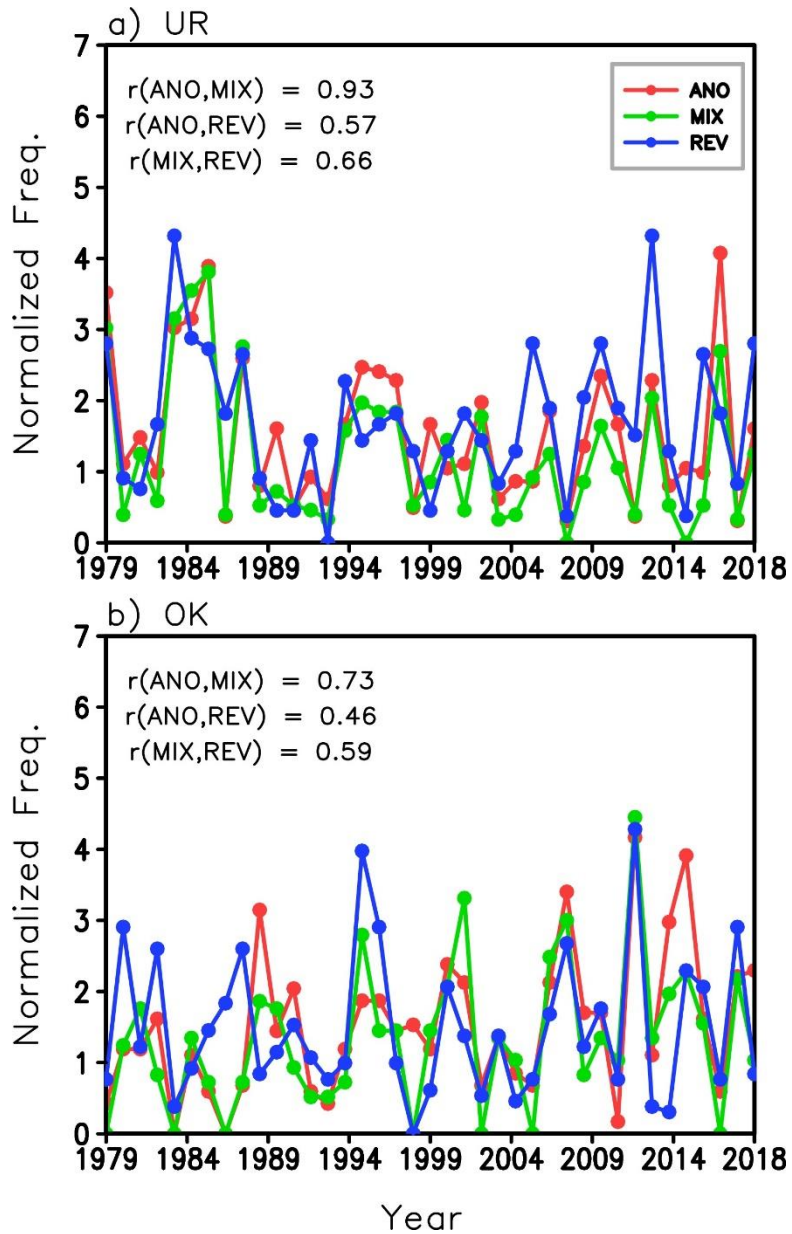 a) UR
r(ANO,MIX) = 0.93
r(ANO,REV) = 0.57
r(MIX,REV) = 0.66
ANO
MIX
REV
Normalized Freq.
7
6
5
4
3
2
1
0
1979 1984 1989 1994 1999 2004 2009 2014 2018
b) OK
r(ANO,MIX) = 0.73
r(ANO,REV) = 0.46
r(MIX,REV) = 0.59
Normalized Freq.
7
6
5
4
3
2
1
0
1979 1984 1989 1994 1999 2004 2009 2014 2018
Year